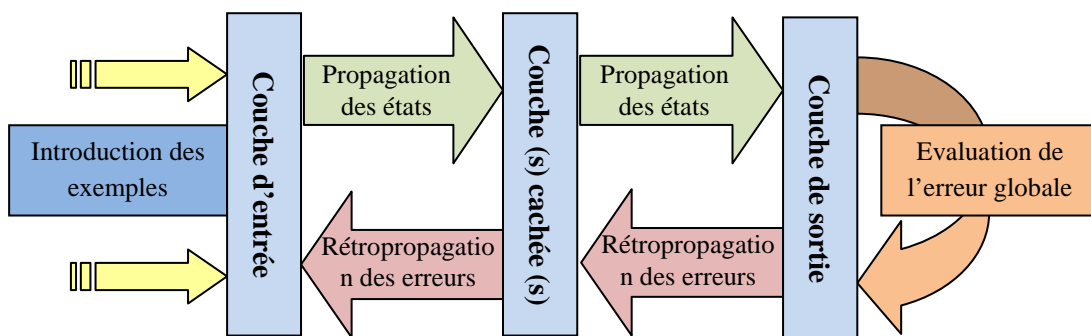 Introduction des
exemples
Couche d'entrée
Propagation
des états
Rétropropagatio
n des erreurs
Couche (s) cachée (s)
Propagation
des états
Rétropropagatio
n des erreurs
Couche de sortie
Evaluation de
l'erreur globale